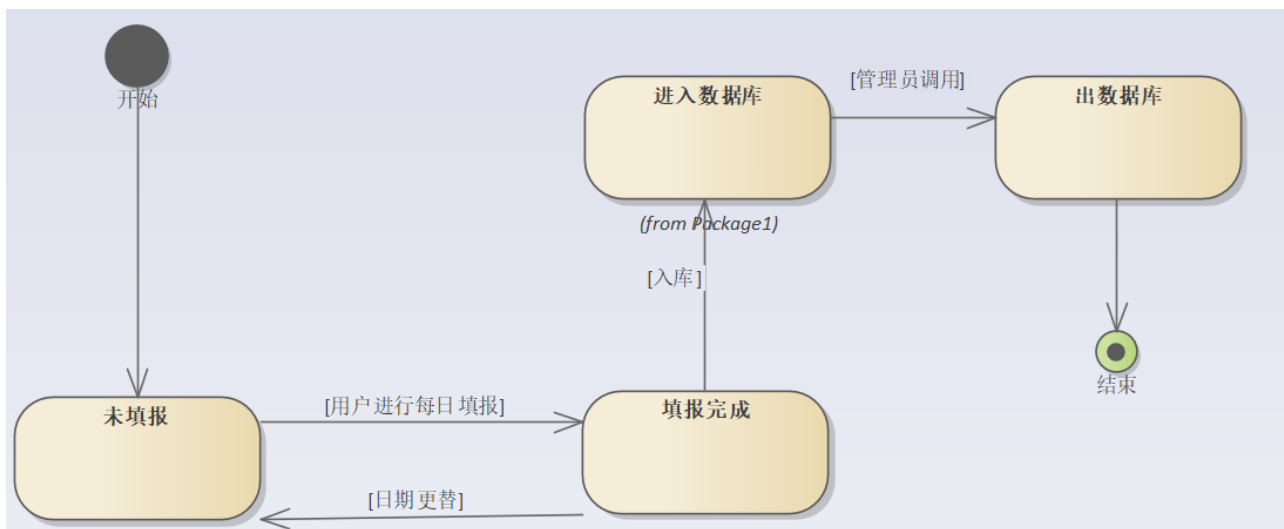 开始
进入数据库
[管理员调用]
出数据库
(from Package1)
[入库]
结束
未填报
[用户进行每日填报]
填报完成
[日期更替]